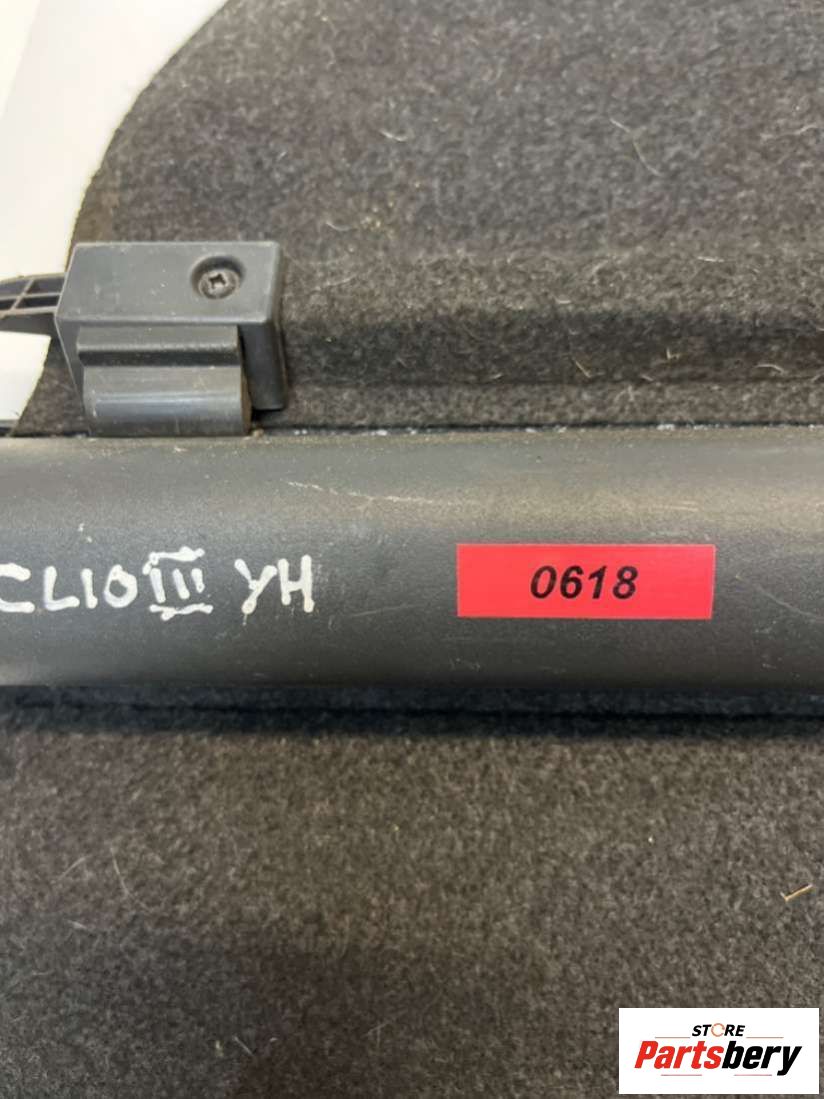 CLIO III YH
0618
STORE
Partsbery